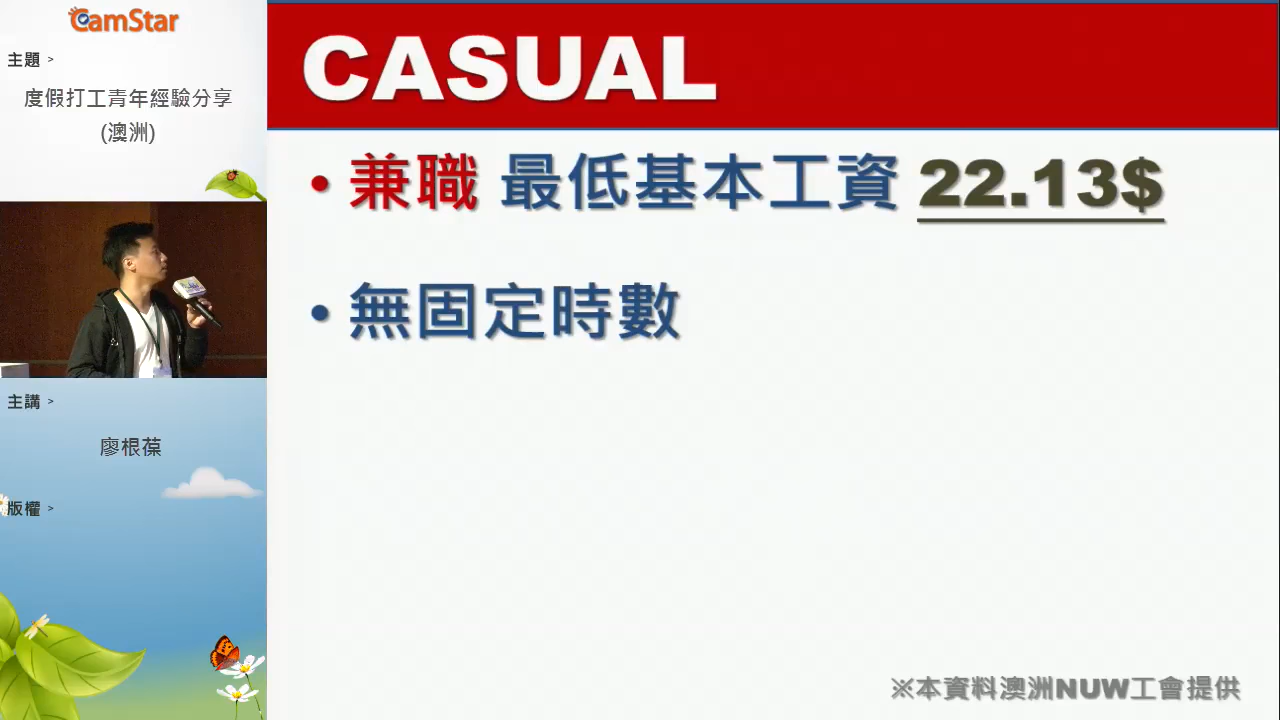 CamStar
主題 >
度假打工青年經驗分享
(澳洲)
主講 >
廖根葆
版權 >
CASUAL
• 兼職 最低基本工資 22.13$
• 無固定時數
※本資料澳洲NUW工會提供